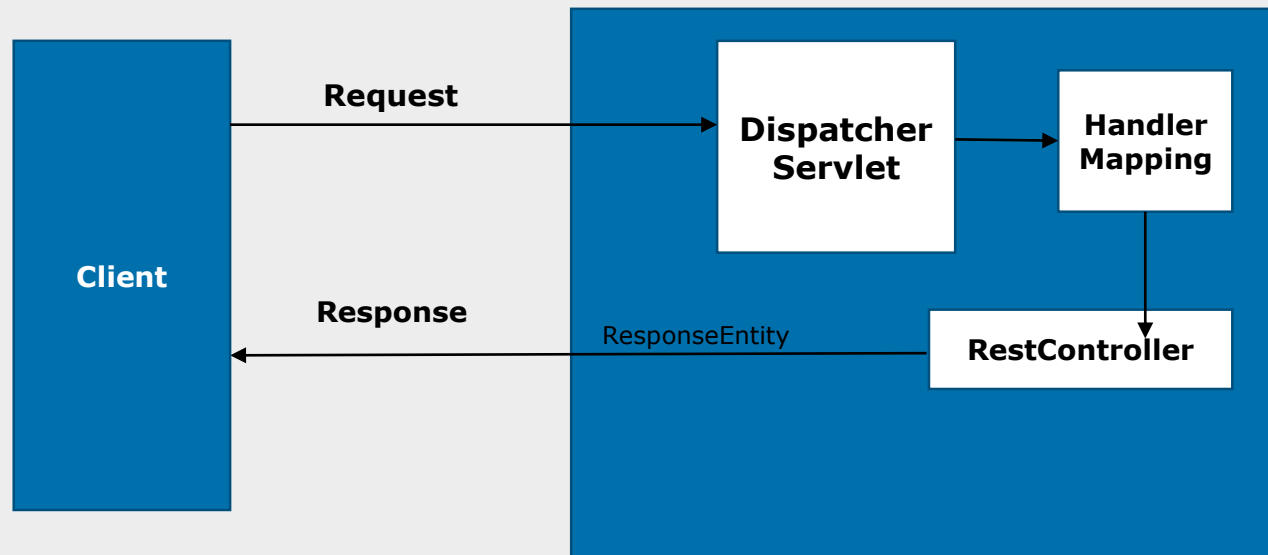 Request
Dispatcher
Servlet
Handler
Mapping
Client
Response
ResponseEntity
RestController